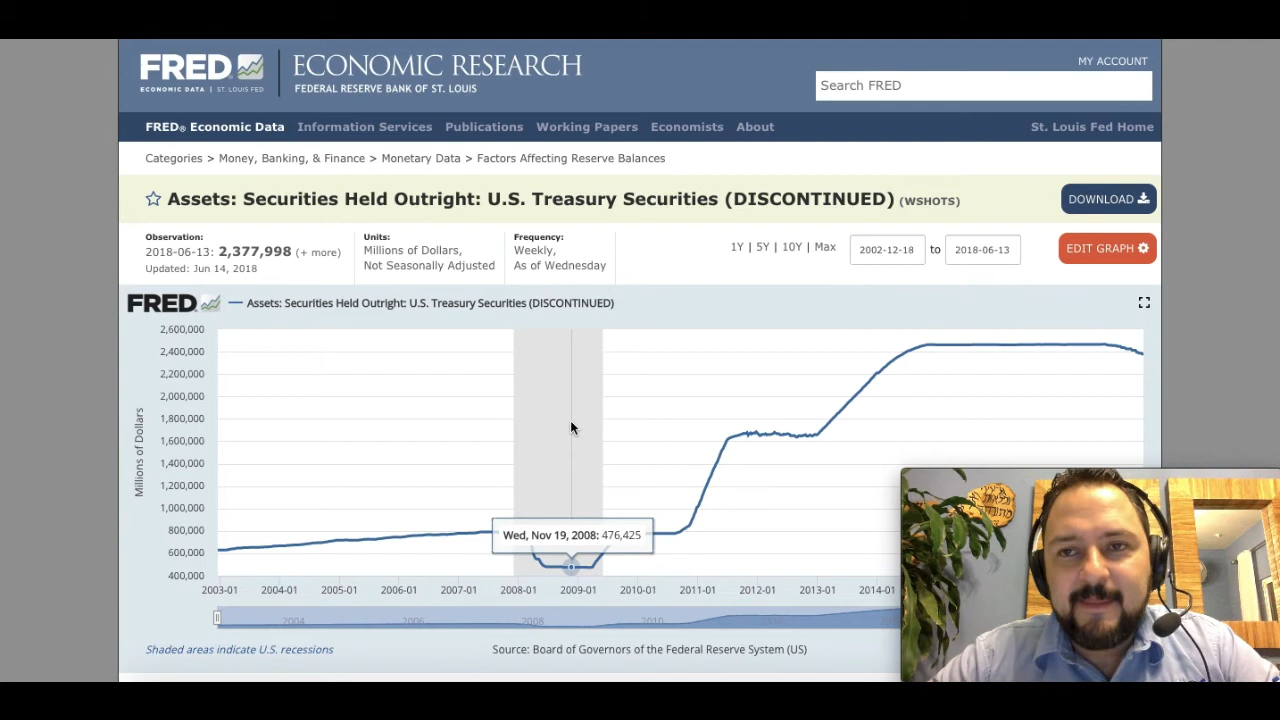 FRED
ECONOMIC DATA | ST. LOUIS FED
ECONOMIC RESEARCH
FEDERAL RESERVE BANK OF ST. LOUIS
MY ACCOUNT
Search FRED
FRED® Economic Data Information Services Publications Working Papers Economists About St. Louis Fed Home
Categories > Money, Banking, & Finance > Monetary Data > Factors Affecting Reserve Balances
Assets: Securities Held Outright: U.S. Treasury Securities (DISCONTINUED) (WSHOTS)
DOWNLOAD
Observation:
2018-06-13: 2,377,998 (+ more)
Updated: Jun 14, 2018
Units:
Millions of Dollars,
Not Seasonally Adjusted
Frequency:
Weekly,
As of Wednesday
1Y | 5Y | 10Y | Max
2002-12-18 to 2018-06-13
EDIT GRAPH
FRED
Assets: Securities Held Outright: U.S. Treasury Securities (DISCONTINUED)
Millions of Dollars
2,600,000
2,400,000
2,200,000
2,000,000
1,800,000
1,600,000
1,400,000
1,200,000
1,000,000
800,000
600,000
400,000
Wed, Nov 19, 2008: 476,425
2003-01 2004-01 2005-01 2006-01 2007-01 2008-01 2009-01 2010-01 2011-01 2012-01 2013-01 2014-01
2004 2006 2008 2010
Shaded areas indicate U.S. recessions
Source: Board of Governors of the Federal Reserve System (US)